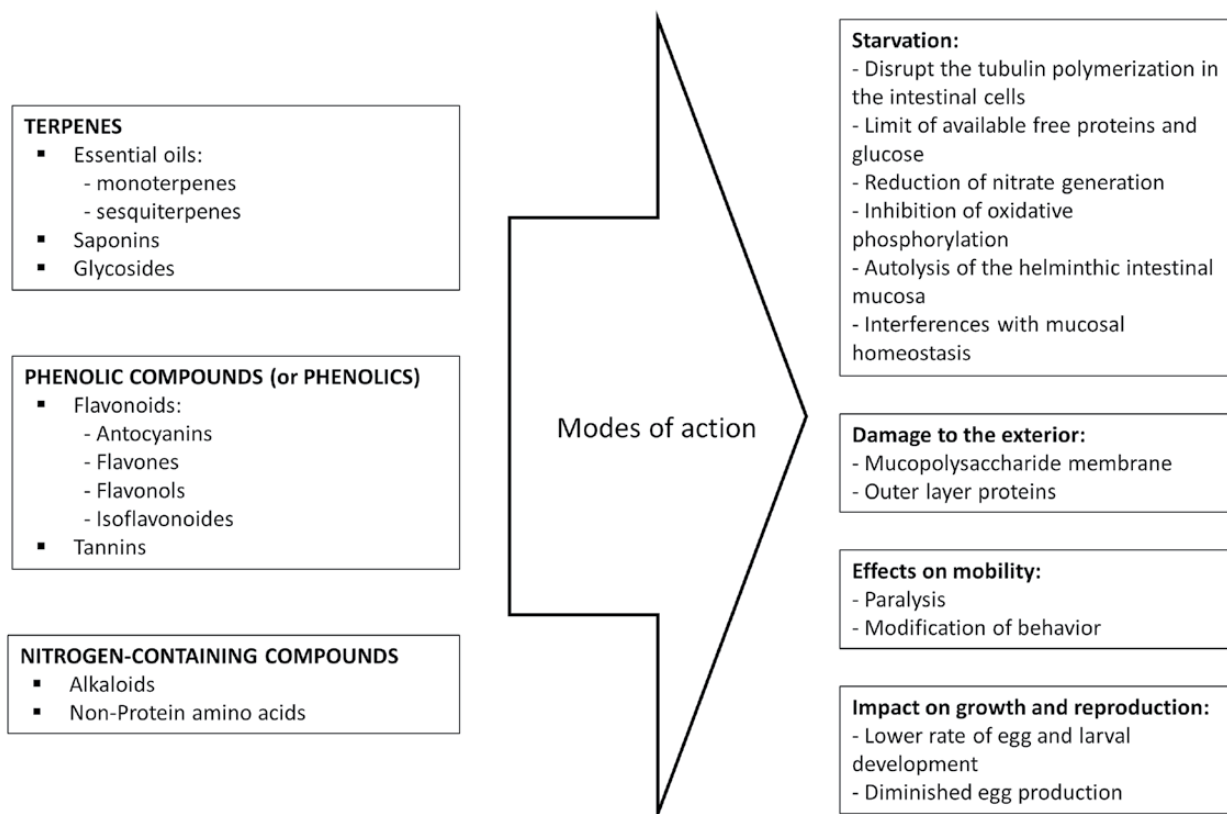 TERPENES
▪ Essential oils:
- monoterpenes
- sesquiterpenes
▪ Saponins
▪ Glycosides
PHENOLIC COMPOUNDS (or PHENOLICS)
▪ Flavonoids:
- Antocyanins
- Flavones
- Flavonols
- Isoflavonoides
▪ Tannins
NITROGEN-CONTAINING COMPOUNDS
▪ Alkaloids
▪ Non-Protein amino acids
Modes of action
Starvation:
- Disrupt the tubulin polymerization in
the intestinal cells
- Limit of available free proteins and
glucose
- Reduction of nitrate generation
- Inhibition of oxidative
phosphorylation
- Autolysis of the helminthic intestinal
mucosa
- Interferences with mucosal
homeostasis
Damage to the exterior:
- Mucopolysaccharide membrane
- Outer layer proteins
Effects on mobility:
- Paralysis
- Modification of behavior
Impact on growth and reproduction:
- Lower rate of egg and larval
development
- Diminished egg production